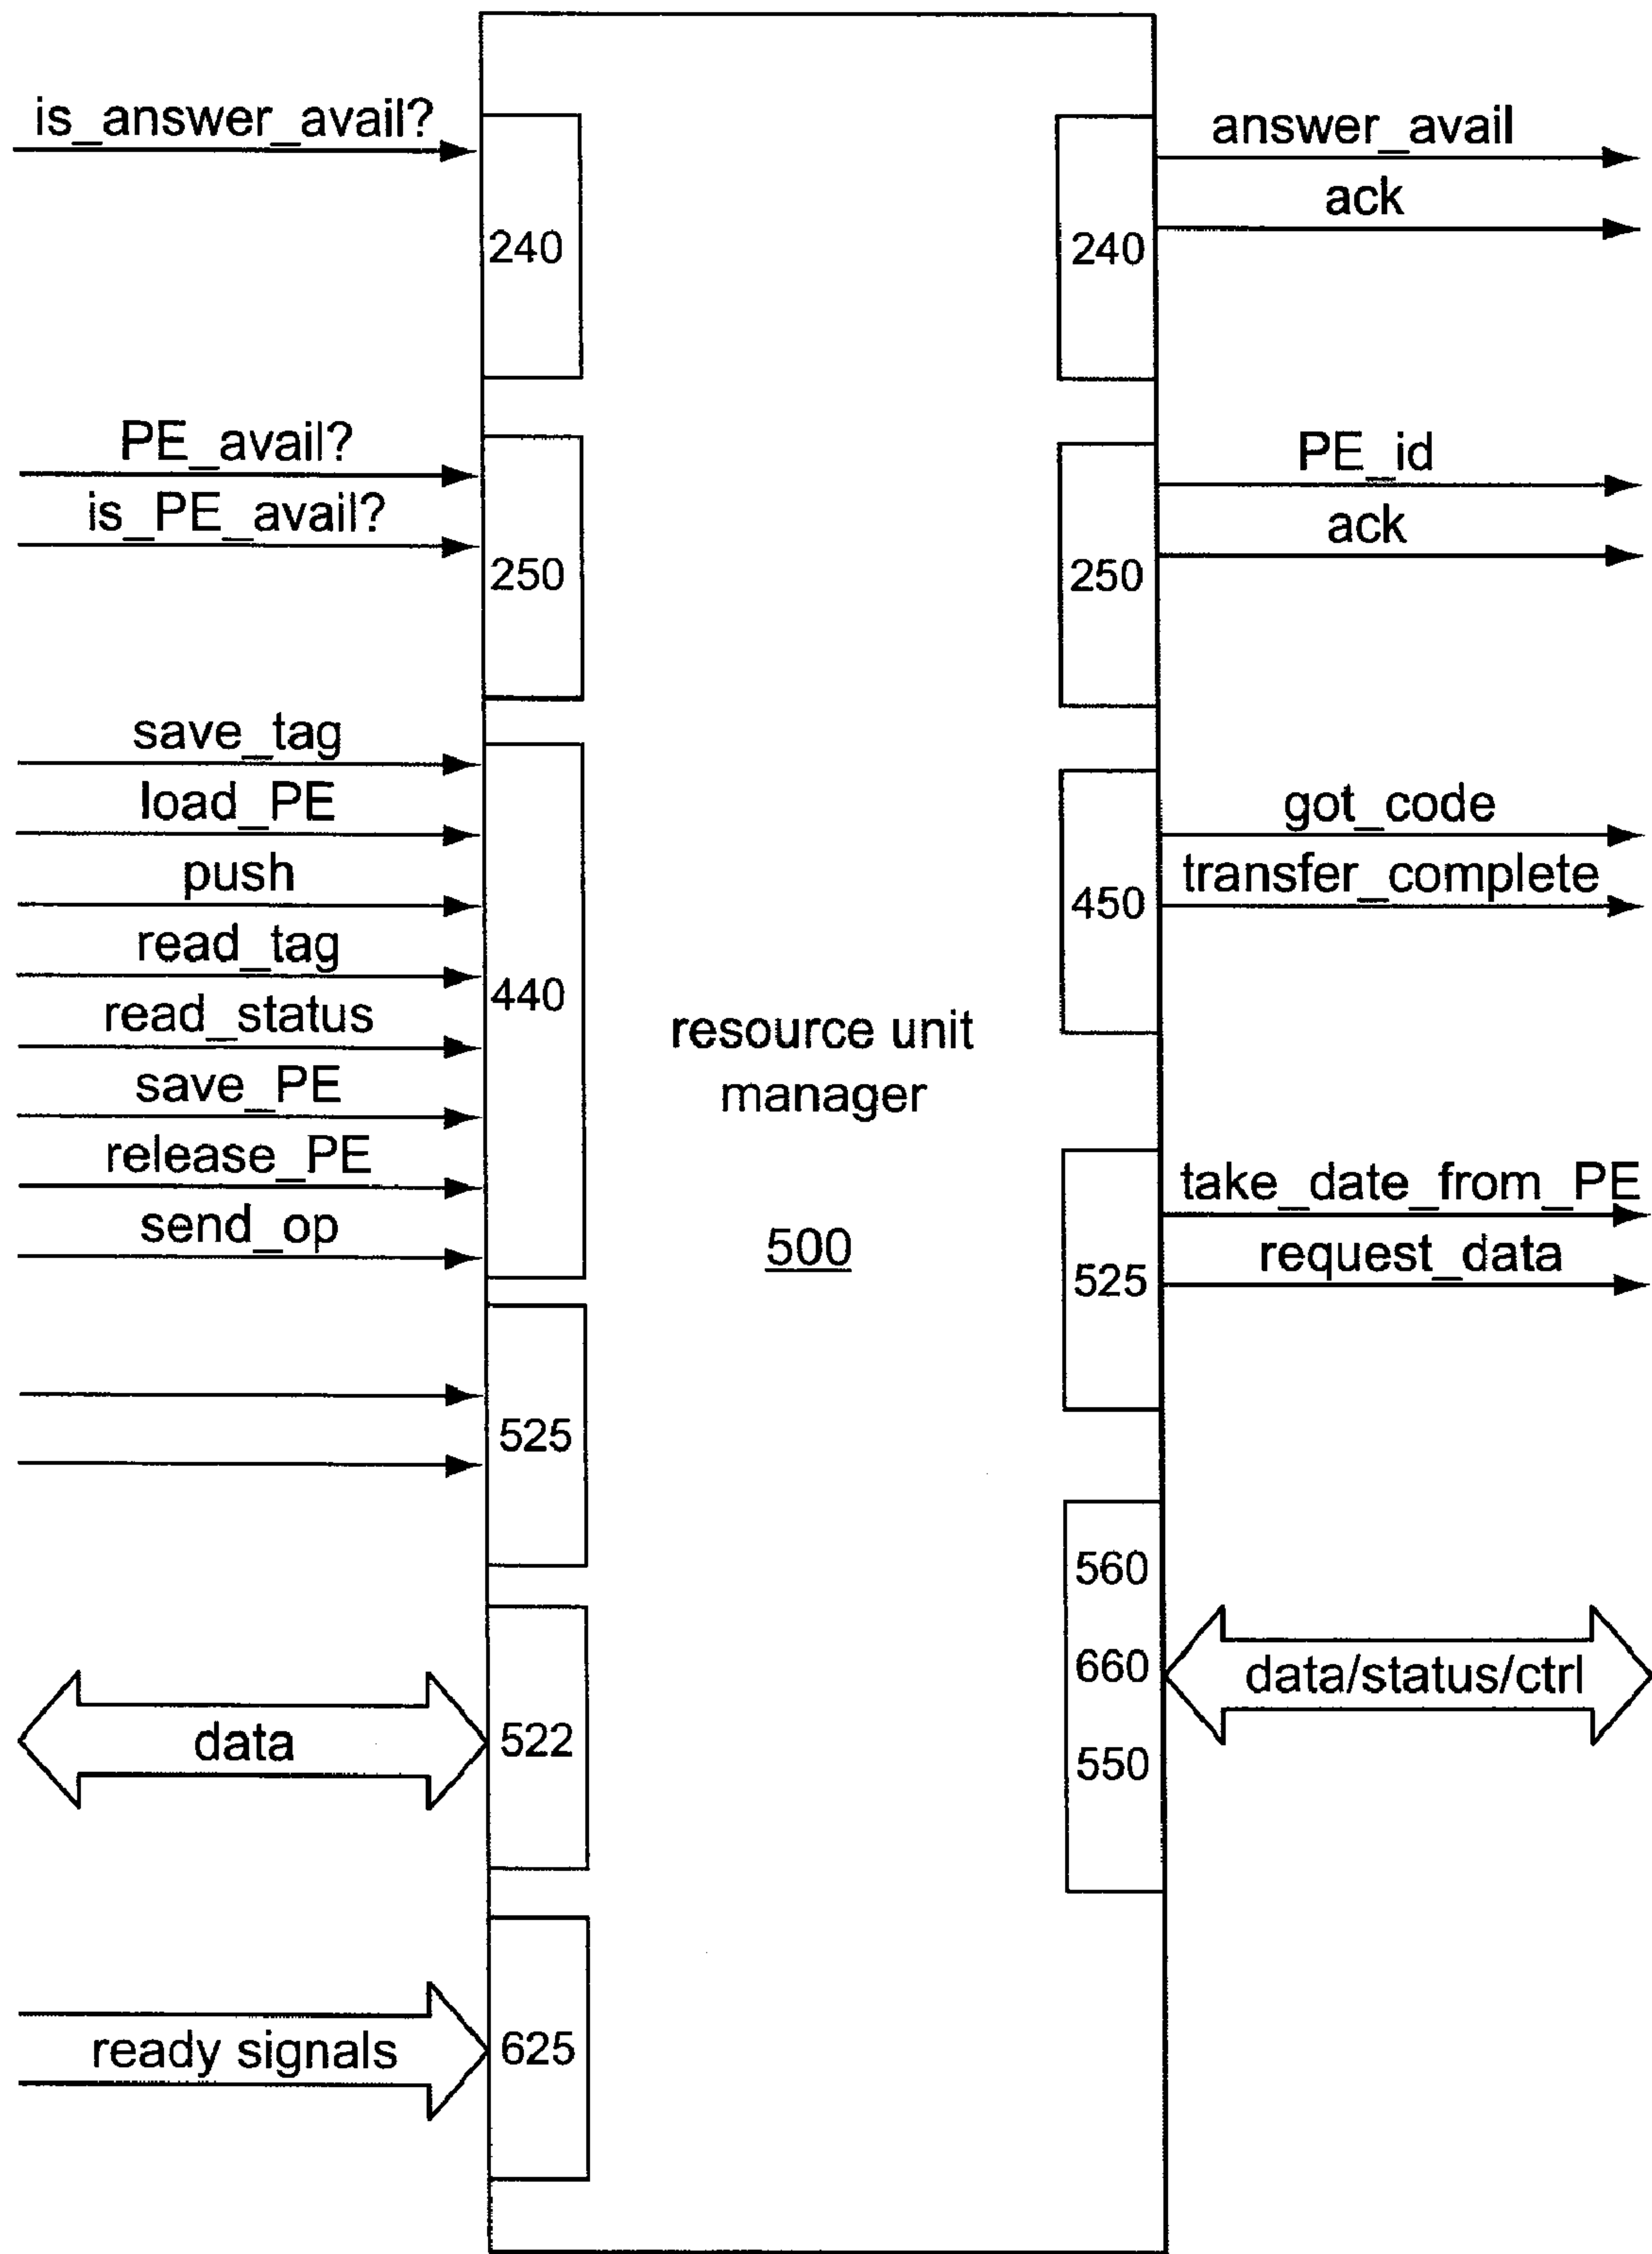 is_answer_avail?
240
PE_avail?
is_PE_avail?
250
save_tag
load_PE
push
read_tag
read_status
save_PE
release_PE
send_op
440
525
data
522
ready signals
625
resource unit
manager
500
240
answer_avail
ack
250
PE_id
ack
450
got_code
transfer_complete
525
take_date_from_PE
request_data
560
660
550
data/status/ctrl